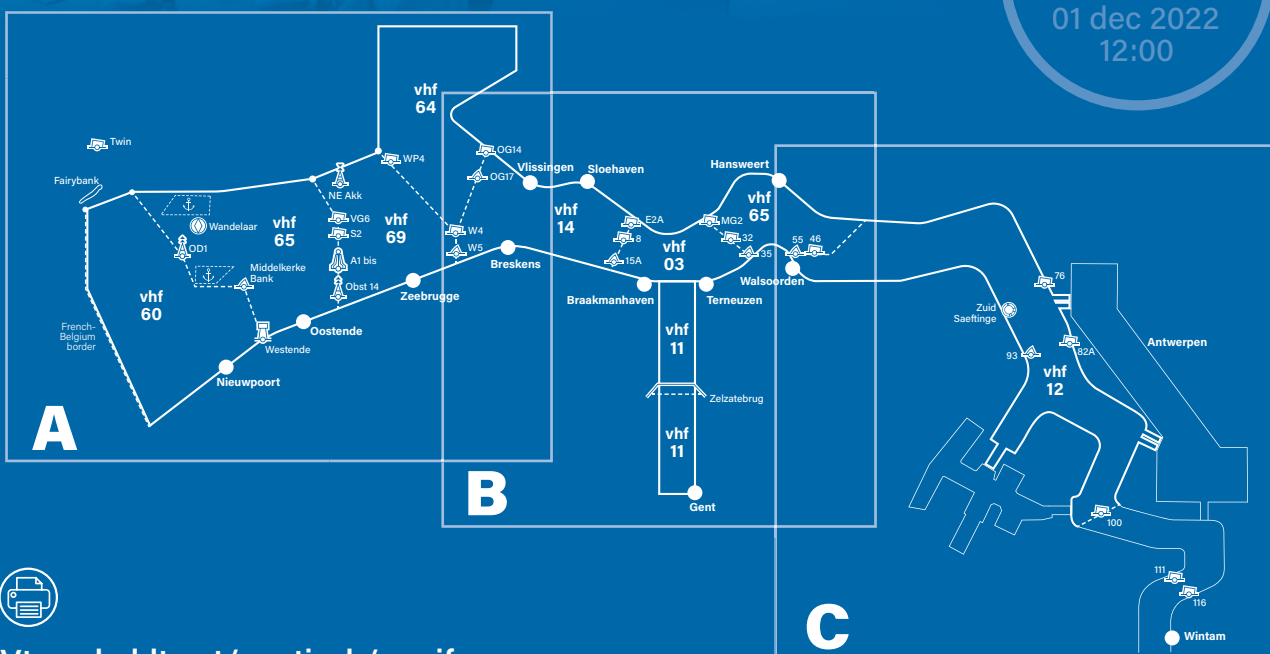 01 dec 2022
12:00
vhf
64
Twin
WP4
OG14
Vlissingen
Sloehaven
Hansweert
NE Akk
OG17
Fairybank
vhf
65
Wandelaar
vhf
65
VG6
S2
vhf
69
vhf
14
E2A
MG2
W4
8
32
55
46
OD1
A1 bis
W5
Breskens
15A
vhf
03
35
Middelkerke
Bank
Walsoorden
76
vhf
60
Obst 14
Zeebrugge
Braakmanhaven
Terneuzen
Zuid
Saeftinge
French-
Belgium
border
Oostende
Westende
vhf
11
93
82A
Antwerpen
Nieuwpoort
vhf
12
Zelzatebrug
A
vhf
11
B
Gent
100
111
116
C
Wintam